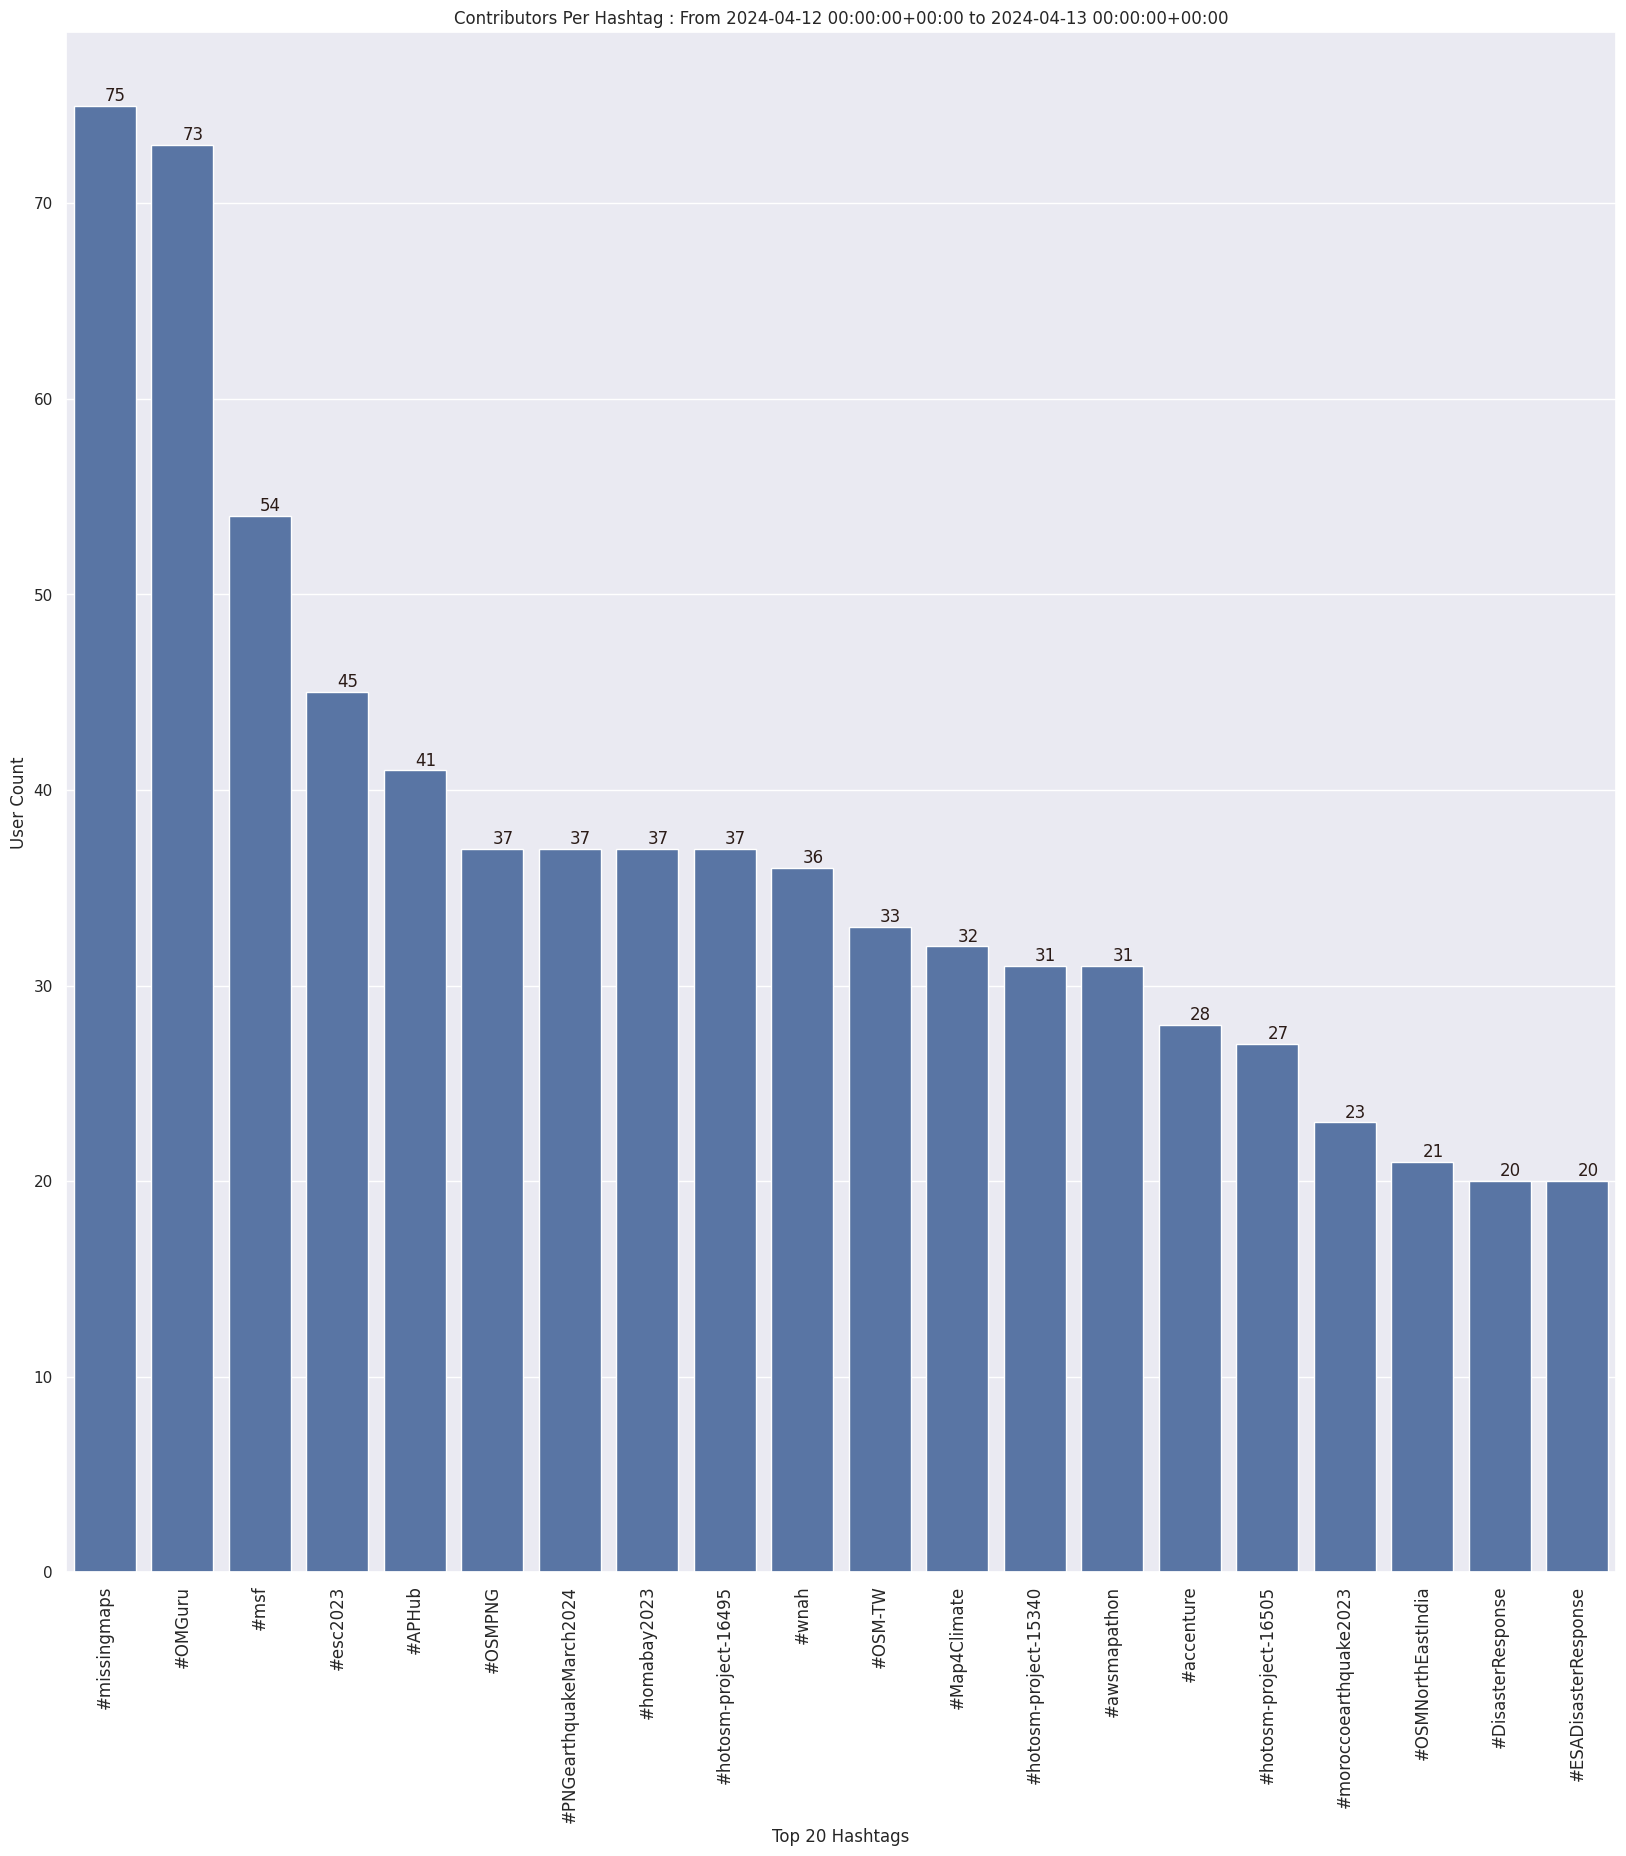 Contributors Per Hashtag : From 2024-04-12 00:00:00+00:00 to 2024-04-13 00:00:00+00:00
User Count
70
60
50
40
30
20
10
0
75
73
54
45
41
37
37
37
37
36
33
32
31
31
28
27
23
21
20
20
#missingmaps
#OMGuru
#msf
#esc2023
#APHub
#OSMPNG
#PNGearthquakeMarch2024
#homabay2023
#hotosm-project-16495
#wnah
#OSM-TW
#Map4Climate
#hotosm-project-15340
#awsmapathon
#accenture
#hotosm-project-16505
#moroccoearthquake2023
#OSMNorthEastIndia
#DisasterResponse
#ESADisasterResponse
Top 20 Hashtags